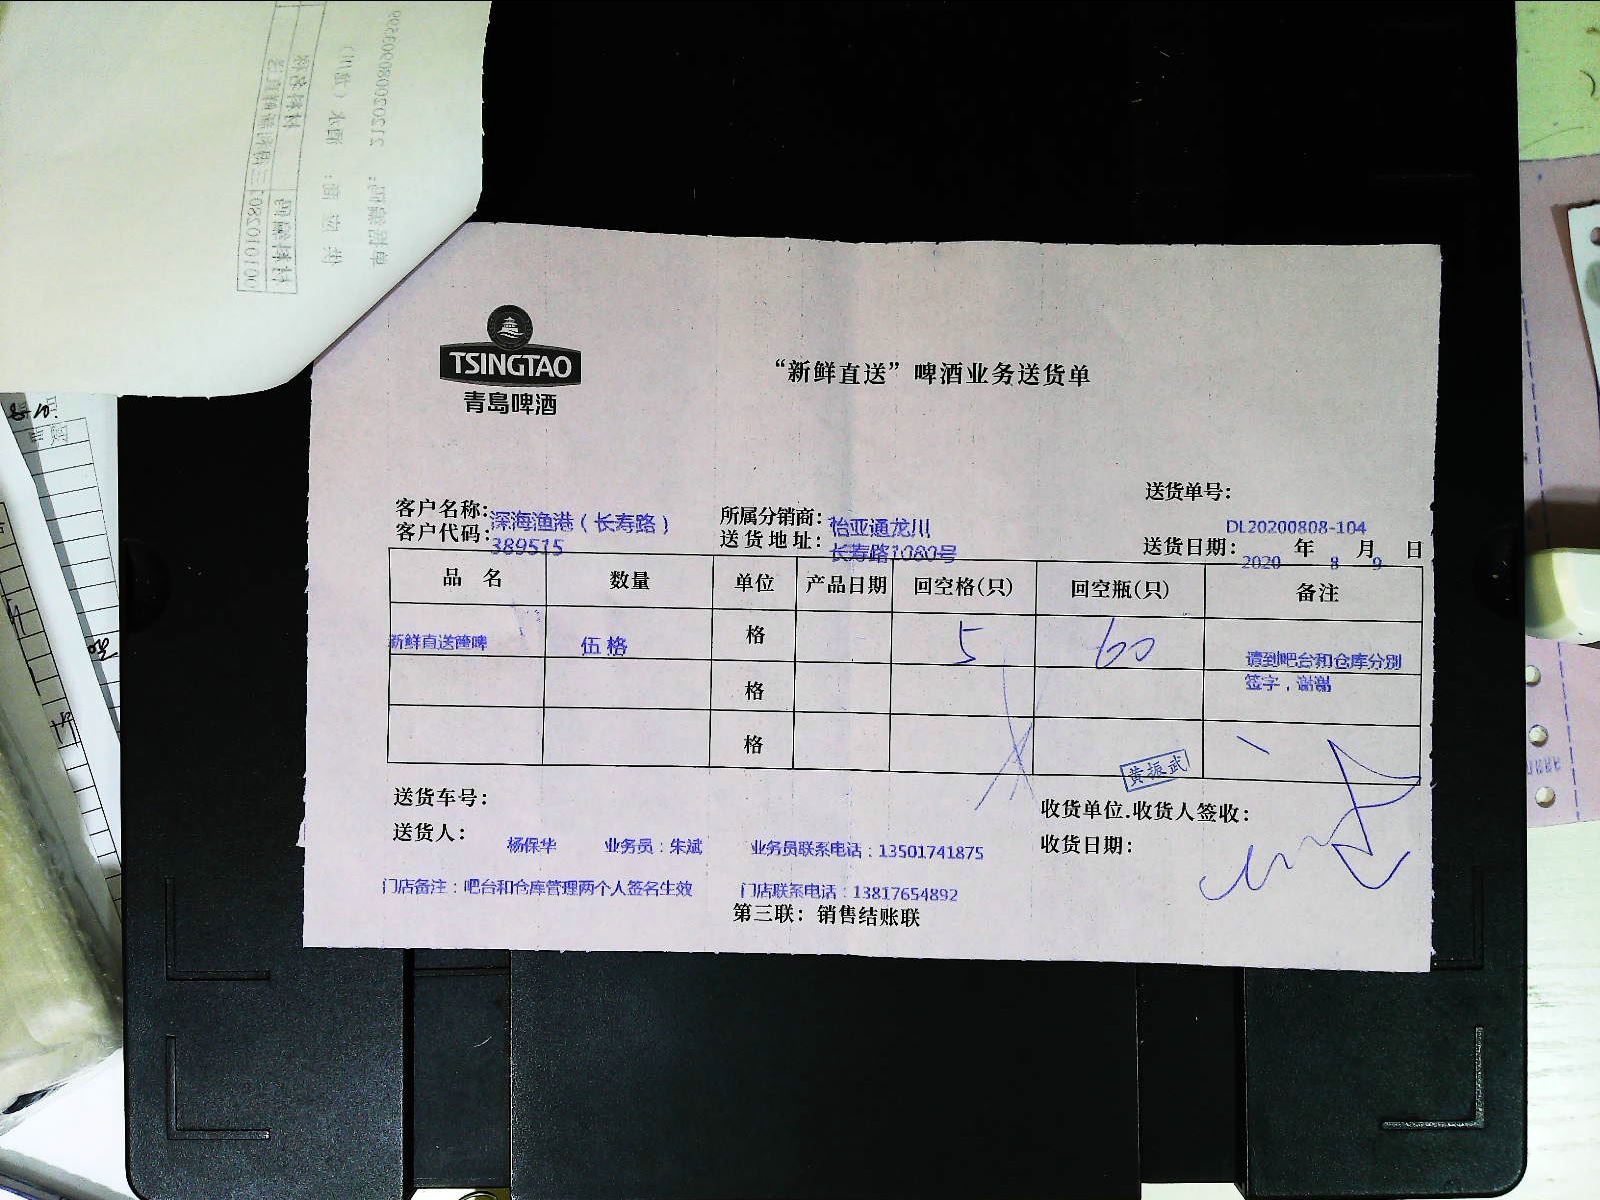 TSINGTAO
青島啤酒
“新鲜直送”啤酒业务送货单
送货单号：
DL20200808-104
客户名称：深海渔港（长寿路） 所属分销商：怡亚通龙川
客户代码：389515 送货地址：长寿路1080号 送货日期：2020 年 8 月 9 日
品 名 数量 单位 产品日期 回空格(只) 回空瓶(只) 备注
新鲜直送 伍格 格 5 60 请到吧台和仓库分别
签字，谢谢
格
格
黄振武
送货车号： 收货单位.收货人签收：
送货人： 杨保华 业务员：朱斌 业务员联系电话：13501741875 收货日期：
门店备注：吧台和仓库管理两个人签名生效 门店联系电话：13817654892
第三联：销售结账联